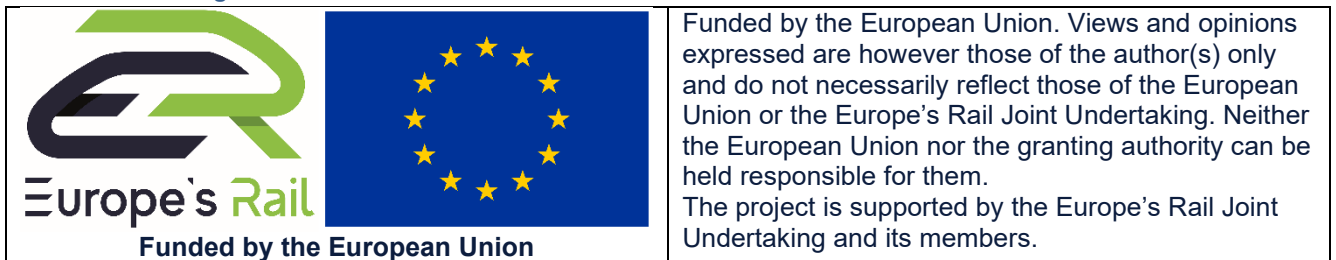 Europe's Rail
Funded by the European Union
Funded by the European Union. Views and opinions
expressed are however those of the author(s) only
and do not necessarily reflect those of the European
Union or the Europe’s Rail Joint Undertaking. Neither
the European Union nor the granting authority can be
held responsible for them.
The project is supported by the Europe’s Rail Joint
Undertaking and its members.